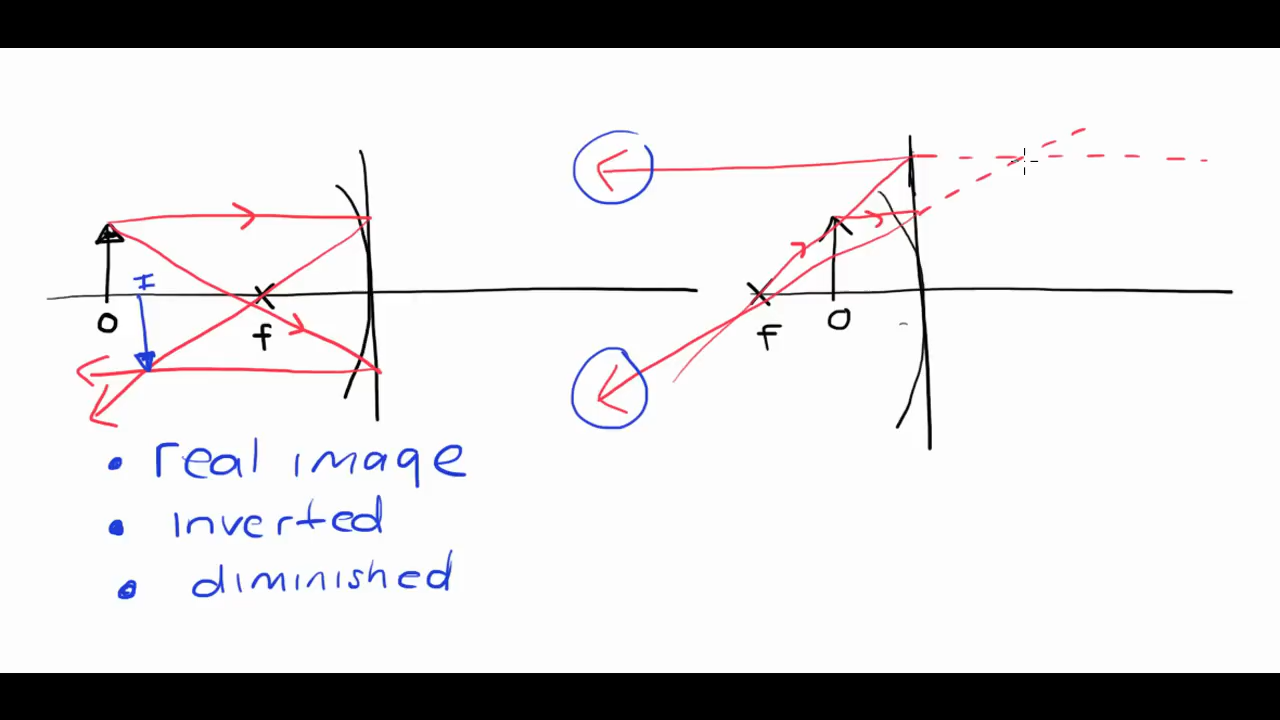 I
O
f
F
O
• real image
• inverted
• diminished